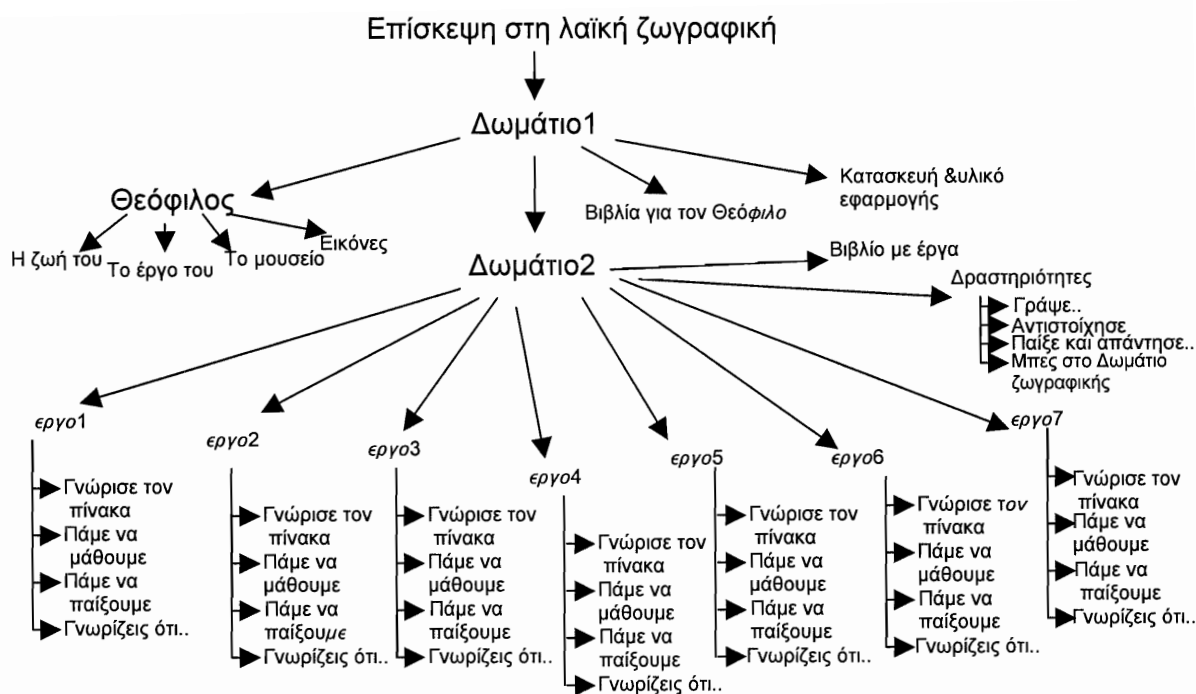 Επίσκεψη στη λαϊκή ζωγραφική
Δωμάτιο1
Θεόφιλος
Βιβλία για τον Θεόφιλο
Κατασκευή &υλικό
εφαρμογής
Η ζωή του
Το έργο του
Το μουσείο
Εικόνες
Δωμάτιο2
Βιβλίο με έργα
Δραστηριότητες
Γράψε..
Αντιστοίχησε
Παίξε και απάντησε..
Μπες στο Δωμάτιο
ζωγραφικής
εργο1
Γνώρισε τον
πίνακα
Πάμε να
μάθουμε
Πάμε να
παίξουμε
Γνωρίζεις ότι..
εργο2
Γνώρισε τον
πίνακα
Πάμε να
μάθουμε
Πάμε να
παίξουμε
Γνωρίζεις ότι..
εργο3
Γνώρισε τον
πίνακα
Πάμε να
μάθουμε
Πάμε να
παίξουμε
Γνωρίζεις ότι..
εργο4
Γνώρισε τον
πίνακα
Πάμε να
μάθουμε
Πάμε να
παίξουμε
Γνωρίζεις ότι..
εργο5
Γνώρισε τον
πίνακα
Πάμε να
μάθουμε
Πάμε να
παίξουμε
Γνωρίζεις ότι..
εργο6
Γνώρισε τον
πίνακα
Πάμε να
μάθουμε
Πάμε να
παίξουμε
Γνωρίζεις ότι..
εργο7
Γνώρισε τον
πίνακα
Πάμε να
μάθουμε
Πάμε να
παίξουμε
Γνωρίζεις ότι..